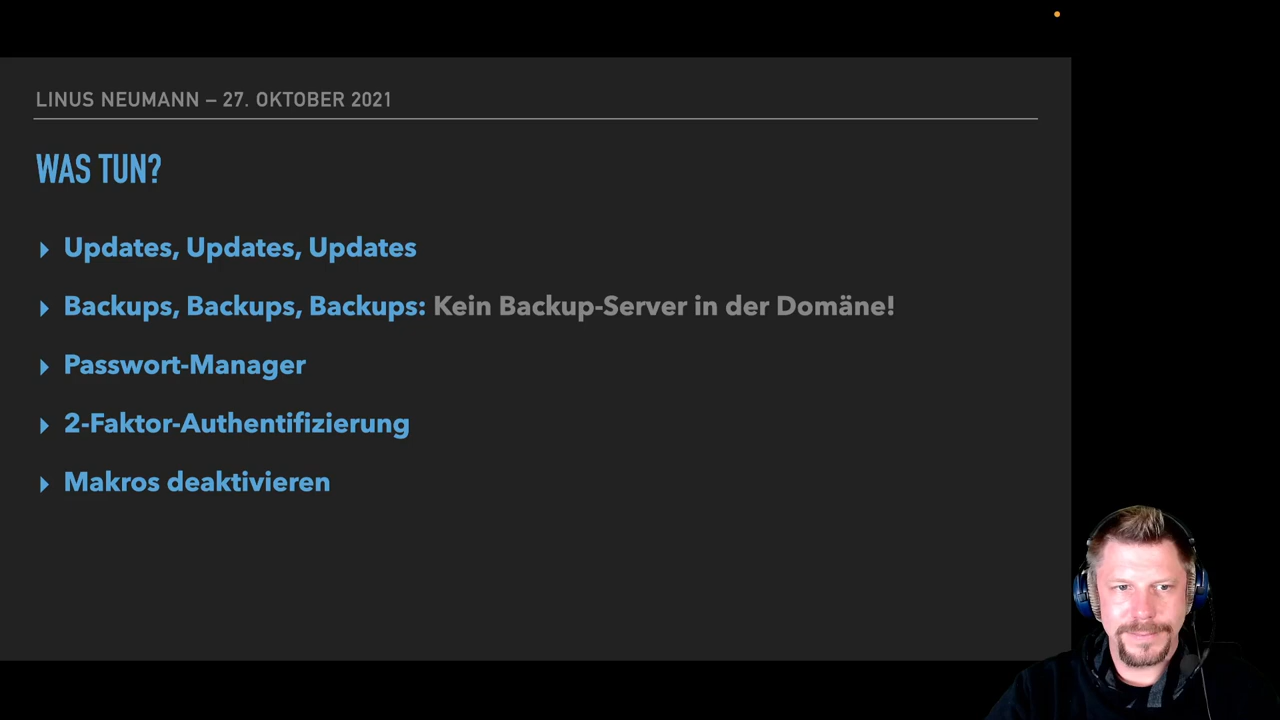 LINUS NEUMANN – 27. OKTOBER 2021
WAS TUN?
Updates, Updates, Updates
Backups, Backups, Backups: Kein Backup-Server in der Domäne!
Passwort-Manager
2-Faktor-Authentifizierung
Makros deaktivieren